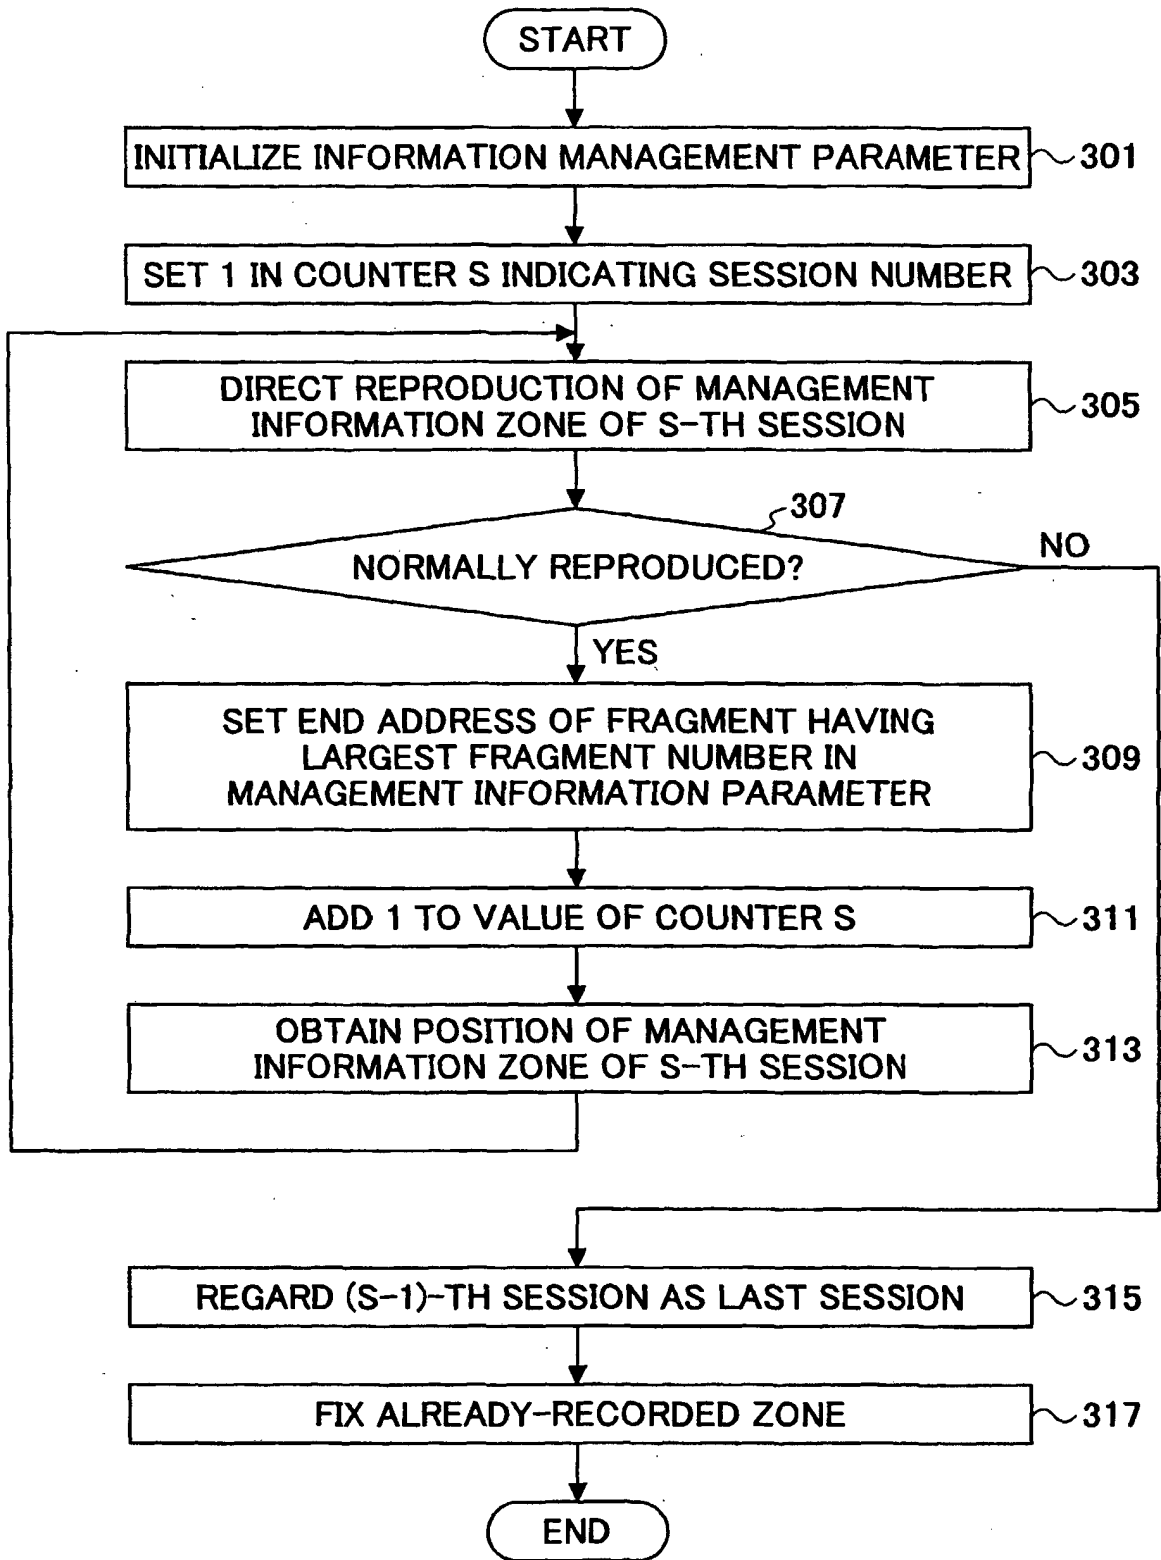 START
INITIALIZE INFORMATION MANAGEMENT PARAMETER
301
SET 1 IN COUNTER S INDICATING SESSION NUMBER
303
DIRECT REPRODUCTION OF MANAGEMENT
INFORMATION ZONE OF S-TH SESSION
305
307
NORMALLY REPRODUCED?
NO
YES
SET END ADDRESS OF FRAGMENT HAVING
LARGEST FRAGMENT NUMBER IN
MANAGEMENT INFORMATION PARAMETER
309
ADD 1 TO VALUE OF COUNTER S
311
OBTAIN POSITION OF MANAGEMENT
INFORMATION ZONE OF S-TH SESSION
313
REGARD (S-1)-TH SESSION AS LAST SESSION
315
FIX ALREADY-RECORDED ZONE
317
END